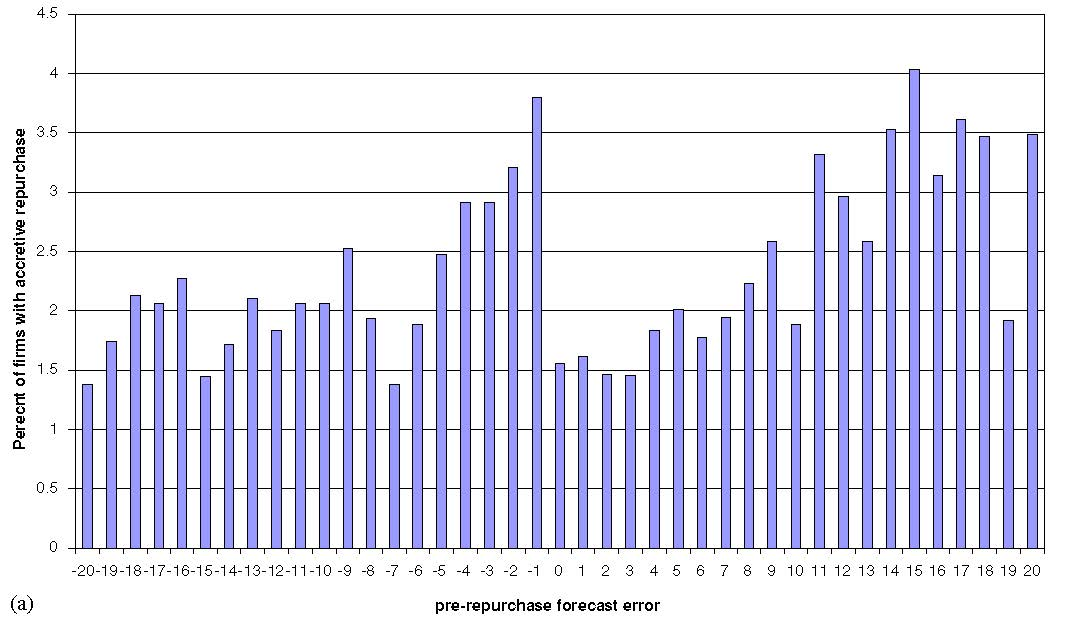 4.5
4
3.5
3
2.5
2
1.5
1
0.5
0
Perecnt of firms with accretive repurchase
-20 -19 -18 -17 -16 -15 -14 -13 -12 -11 -10 -9 -8 -7 -6 -5 -4 -3 -2 -1 0 1 2 3 4 5 6 7 8 9 10 11 12 13 14 15 16 17 18 19 20
(a)
pre-repurchase forecast error